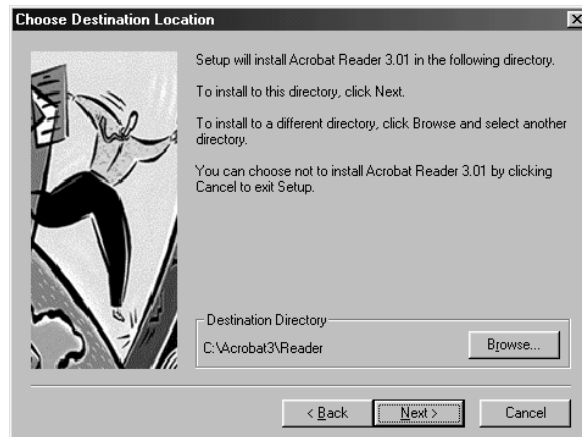 Choose Destination Location
Setup will install Acrobat Reader 3.01 in the following directory.
To install to this directory, click Next.
To install to a different directory, click Browse and select another
directory.
You can choose not to install Acrobat Reader 3.01 by clicking
Cancel to exit Setup.
Destination Directory
C:\Acrobat3\Reader
Browse...
< Back
Next >
Cancel